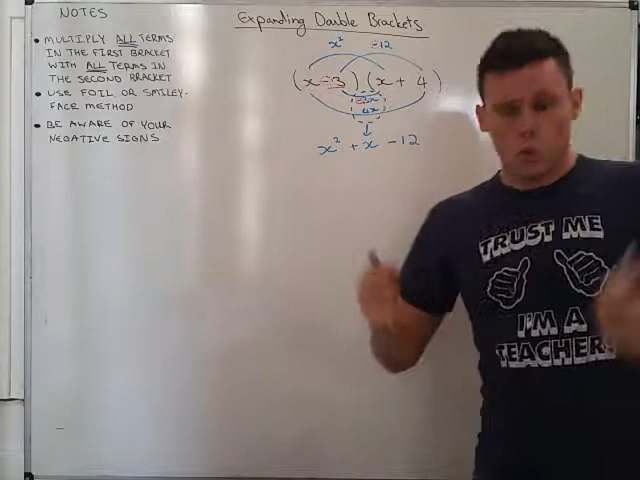 NOTES
Expanding Double Brackets
• MULTIPLY ALL TERMS
IN THE FIRST BRACKET
WITH ALL TERMS IN
THE SECOND BRACKET
• USE FOIL OR SMILEY-
FACE METHOD
• BE AWARE OF YOUR
NEGATIVE SIGNS
x² -12
(x-3)(x+4)
-3x
4x
x² + x - 12
TRUST ME
I'M A
TEACHER!